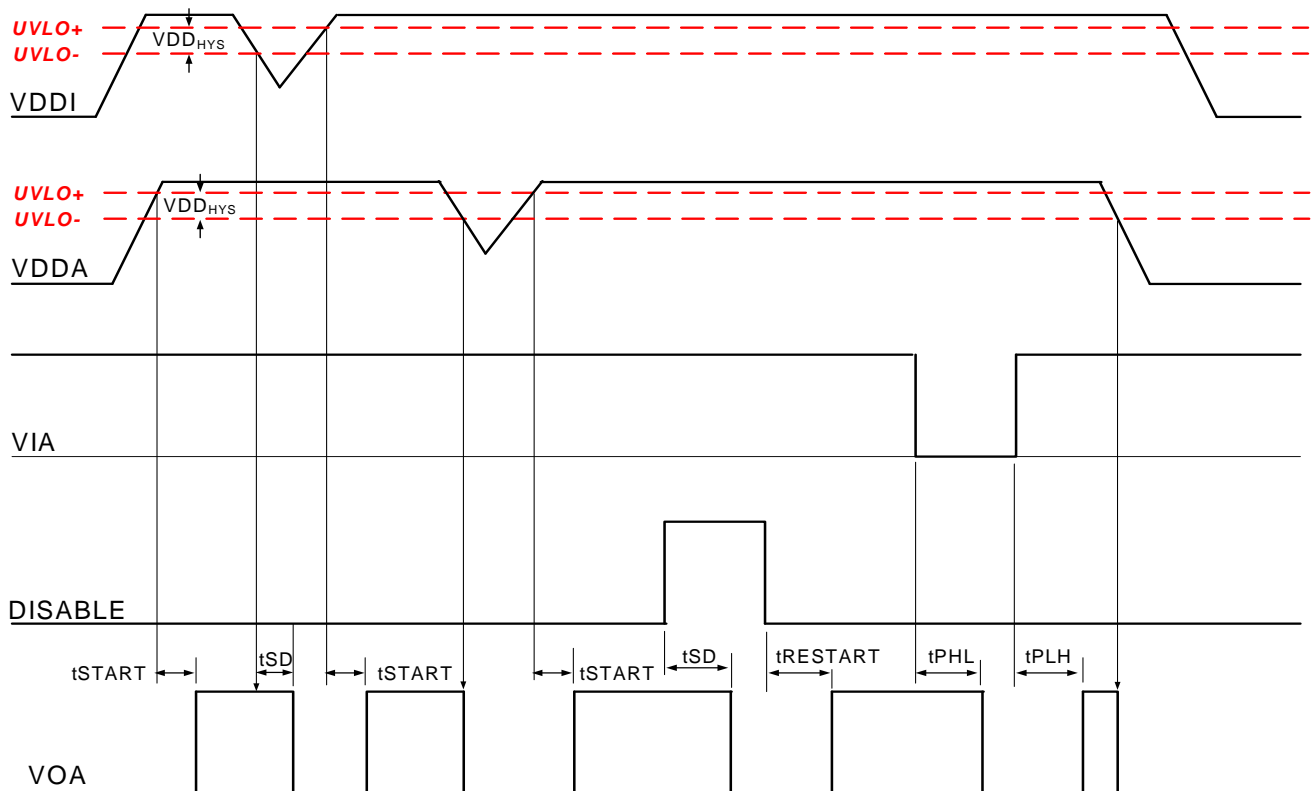 UVLO+
VDDHYS
UVLO-
VDDI
UVLO+
VDDHYS
UVLO-
VDDA
VIA
DISABLE
tSTART
tSD
tSTART
tSTART
tSD
tRESTART
tPHL
tPLH
VOA